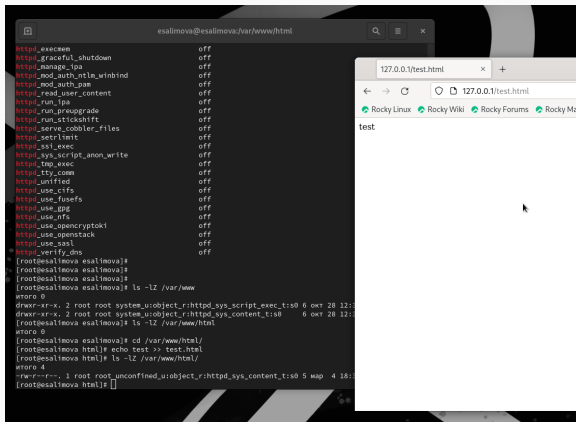 esalimova@esalimova:/var/www/html
httpd_execmem off
httpd_graceful_shutdown off
httpd_manage_ipa off
httpd_mod_auth_ntlm_winbind off
httpd_mod_auth_pam off
httpd_read_user_content off
httpd_run_ipa off
httpd_run_preupgrade off
httpd_run_stickshift off
httpd_serve_cobbler_files off
httpd_setrlimit off
httpd_ssi_exec off
httpd_sys_script_anon_write off
httpd_tmp_exec off
httpd_tty_comm off
httpd_unified off
httpd_use_cifs off
httpd_use_fusefs off
httpd_use_gpg off
httpd_use_nfs off
httpd_use_opencryptoki off
httpd_use_openstack off
httpd_use_sasl off
httpd_verify_dns off
[root@esalimova esalimova]#
[root@esalimova esalimova]#
[root@esalimova esalimova]#
[root@esalimova esalimova]# ls -lZ /var/www
итого 0
drwxr-xr-x. 2 root root system_u:object_r:httpd_sys_script_exec_t:s0 6 окт 28 12:
drwxr-xr-x. 2 root root system_u:object_r:httpd_sys_content_t:s0 6 окт 28 12:
[root@esalimova esalimova]# ls -lZ /var/www/html
итого 0
[root@esalimova esalimova]# cd /var/www/html/
[root@esalimova html]# echo test >> test.html
[root@esalimova html]# ls -lZ /var/www/html/
итого 4
-rw-r--r--. 1 root root unconfined_u:object_r:httpd_sys_content_t:s0 5 мар 4 18:
[root@esalimova html]#
127.0.0.1/test.html
127.0.0.1/test.html
Rocky Linux Rocky Wiki Rocky Forums Rocky Ma
test